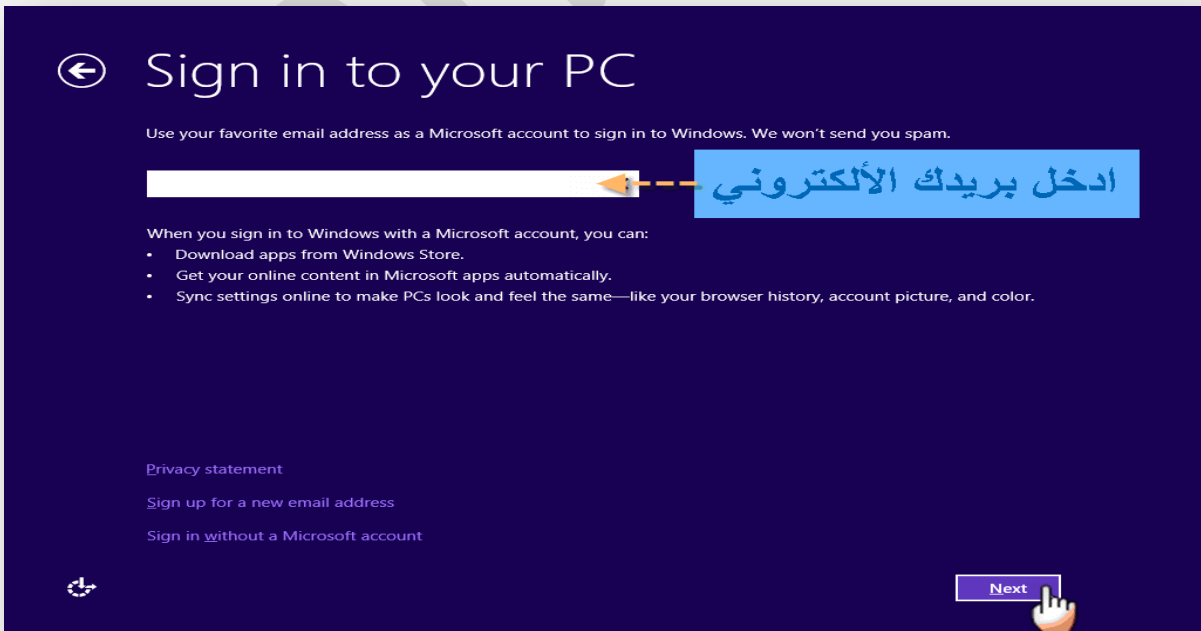 Sign in to your PC
Use your favorite email address as a Microsoft account to sign in to Windows. We won't send you spam.
ادخل بريدك الألكتروني
When you sign in to Windows with a Microsoft account, you can:
• Download apps from Windows Store.
• Get your online content in Microsoft apps automatically.
• Sync settings online to make PCs look and feel the same—like your browser history, account picture, and color.
Privacy statement
Sign up for a new email address
Sign in without a Microsoft account
Next